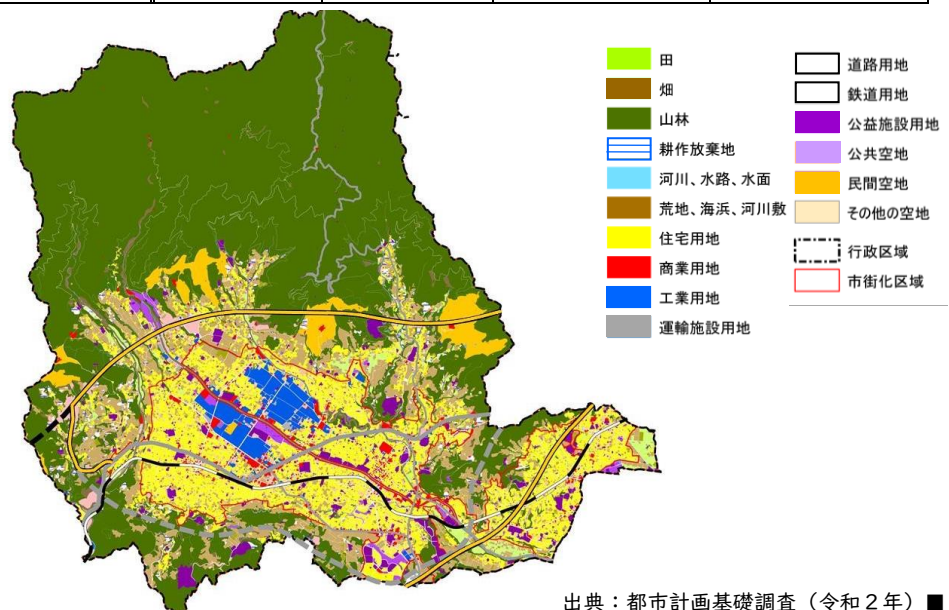 田
畑
山林
耕作放棄地
河川、水路、水面
荒地、海浜、河川敷
住宅用地
商業用地
工業用地
運輸施設用地
道路用地
鉄道用地
公益施設用地
公共空地
民間空地
その他の空地
行政区域
市街化区域
出典：都市計画基礎調査（令和２年）■